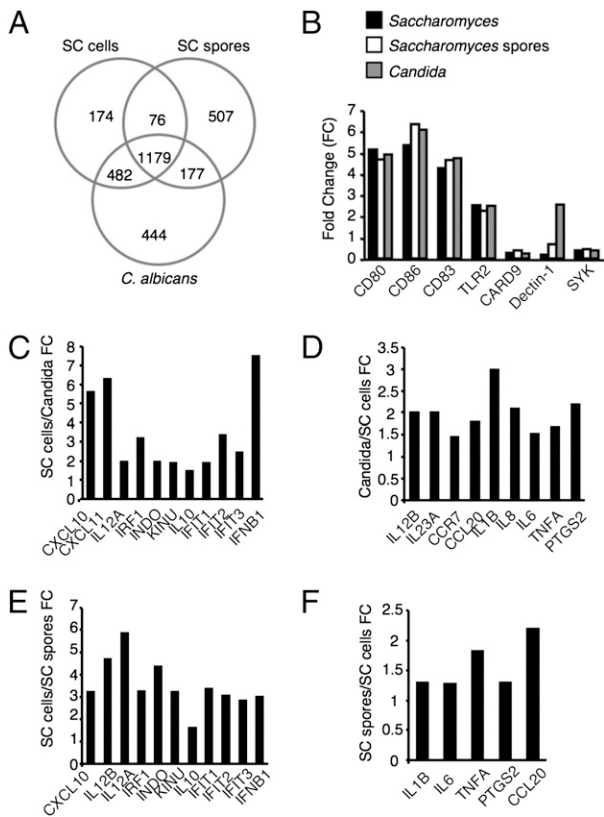 A
SC cells
SC spores
174
76
507
1179
482
177
444
C. albicans
B
Saccharomyces
Saccharomyces spores
Candida
Fold Change (FC)
7
6
5
4
3
2
1
0
CD80
CD86
CD83
TLR2
CARD9
Dectin-1
SYK
C
SC cells/Candida FC
8
7
6
5
4
3
2
1
0
CXCL10
CXCL11
IL12A
IRF1
INDO
KINU
IL10
IFIT1
IFIT2
IFIT3
IFNB1
D
Candida/SC cells FC
3.5
3
2.5
2
1.5
1
0.5
0
IL12B
IL23A
CCR7
CCL20
IL1B
IL8
IL6
TNFA
PTGS2
E
SC cells/SC spores FC
7
6
5
4
3
2
1
0
CXCL10
IL12B
IL12A
IRF1
INDO
KINU
IL10
IFIT1
IFIT2
IFIT3
IFNB1
F
SC spores/SC cells FC
2.5
2
1.5
1
0.5
0
IL1B
IL6
TNFA
PTGS2
CCL20